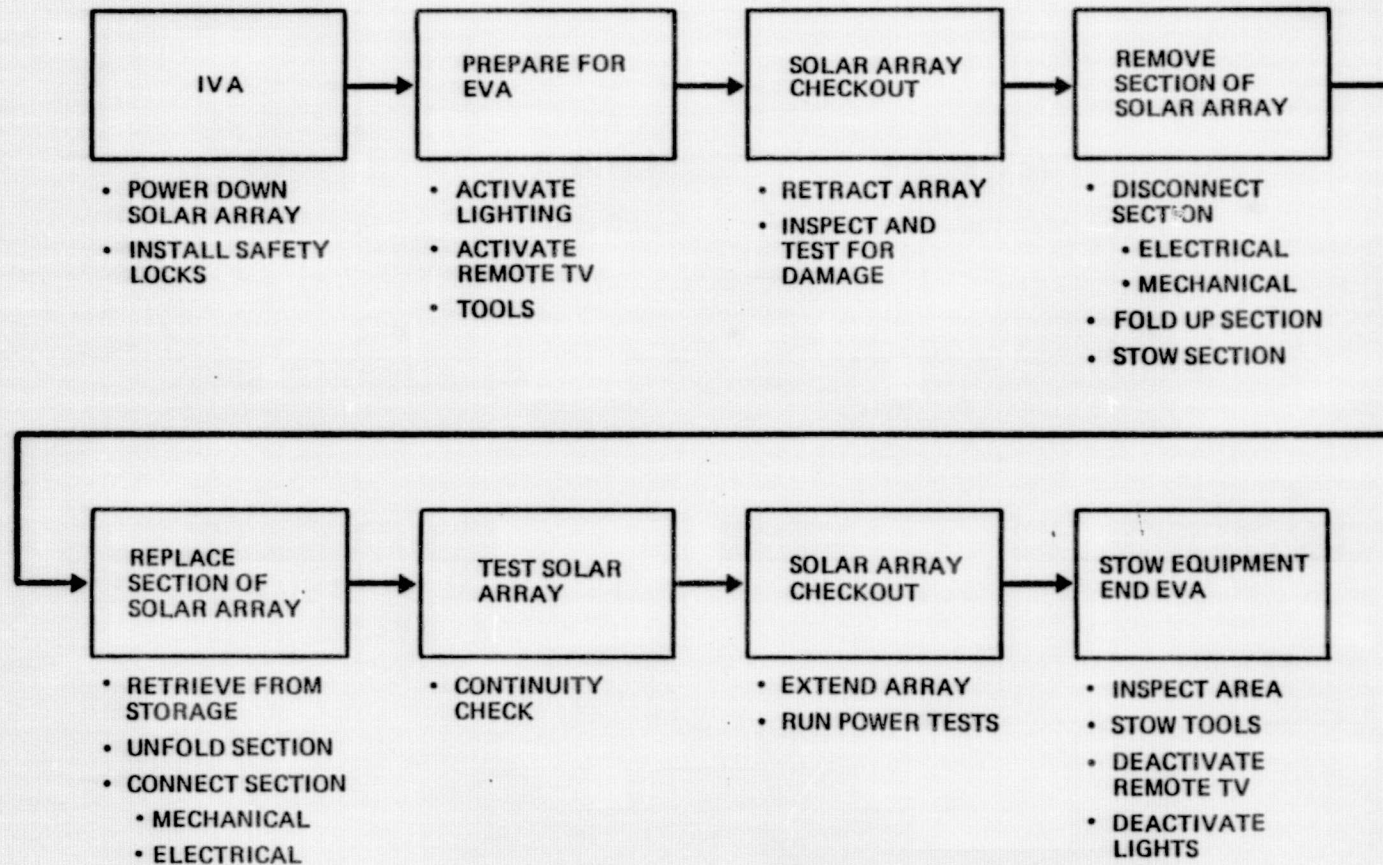 IVA
• POWER DOWN
SOLAR ARRAY
• INSTALL SAFETY
LOCKS
PREPARE FOR
EVA
• ACTIVATE
LIGHTING
• ACTIVATE
REMOTE TV
• TOOLS
SOLAR ARRAY
CHECKOUT
• RETRACT ARRAY
• INSPECT AND
TEST FOR
DAMAGE
REMOVE
SECTION OF
SOLAR ARRAY
• DISCONNECT
SECTION
• ELECTRICAL
• MECHANICAL
• FOLD UP SECTION
• STOW SECTION
REPLACE
SECTION OF
SOLAR ARRAY
• RETRIEVE FROM
STORAGE
• UNFOLD SECTION
• CONNECT SECTION
• MECHANICAL
• ELECTRICAL
TEST SOLAR
ARRAY
• CONTINUITY
CHECK
SOLAR ARRAY
CHECKOUT
• EXTEND ARRAY
• RUN POWER TESTS
STOW EQUIPMENT
END EVA
• INSPECT AREA
• STOW TOOLS
• DEACTIVATE
REMOTE TV
• DEACTIVATE
LIGHTS